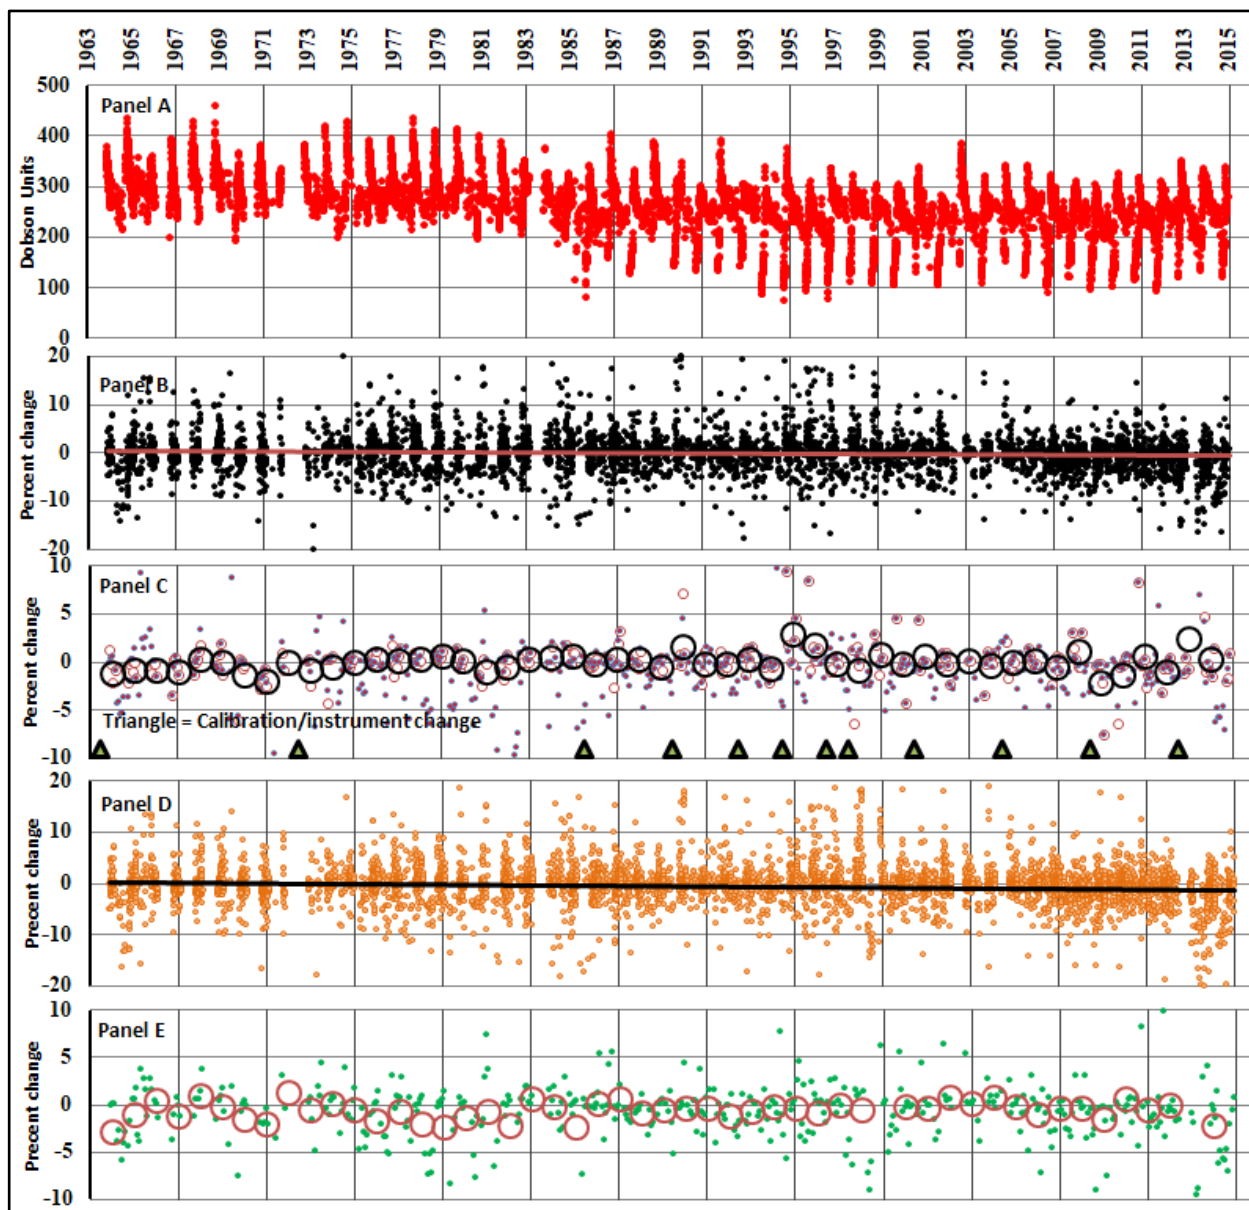 1963 1965 1967 1969 1971 1973 1975 1977 1979 1981 1983 1985 1987 1989 1991 1993 1995 1997 1999 2001 2003 2005 2007 2009 2011 2013 2015
Panel A
Dobson Units
500
400
300
200
100
0
Panel B
Percent change
20
10
0
-10
-20
Panel C
Percent change
10
5
0
-5
-10
Triangle = Calibration/instrument change
Panel D
Precent change
20
10
0
-10
-20
Panel E
Precent change
10
5
0
-5
-10